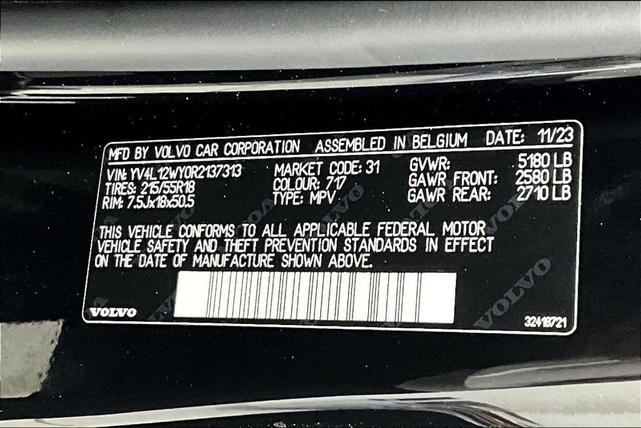 MFD BY VOLVO CAR CORPORATION ASSEMBLED IN BELGIUM DATE: 11/23
VIN: YV4L12WY0R2137313 MARKET CODE: 31 GVWR: 5180 LB
TIRES: 215/55R18 COLOUR: 717 GAWR FRONT: 2580 LB
RIM: 7.5Jx18x50.5 TYPE: MPV GAWR REAR: 2710 LB
THIS VEHICLE CONFORMS TO ALL APPLICABLE FEDERAL MOTOR
VEHICLE SAFETY AND THEFT PREVENTION STANDARDS IN EFFECT
ON THE DATE OF MANUFACTURE SHOWN ABOVE.
VOLVO 32418721